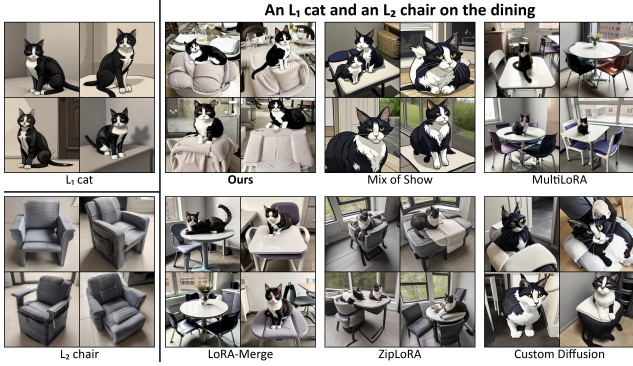 An L₁ cat and an L₂ chair on the dining
L₁ cat
Ours
Mix of Show
MultiLoRA
L₂ chair
LoRA-Merge
ZipLoRA
Custom Diffusion